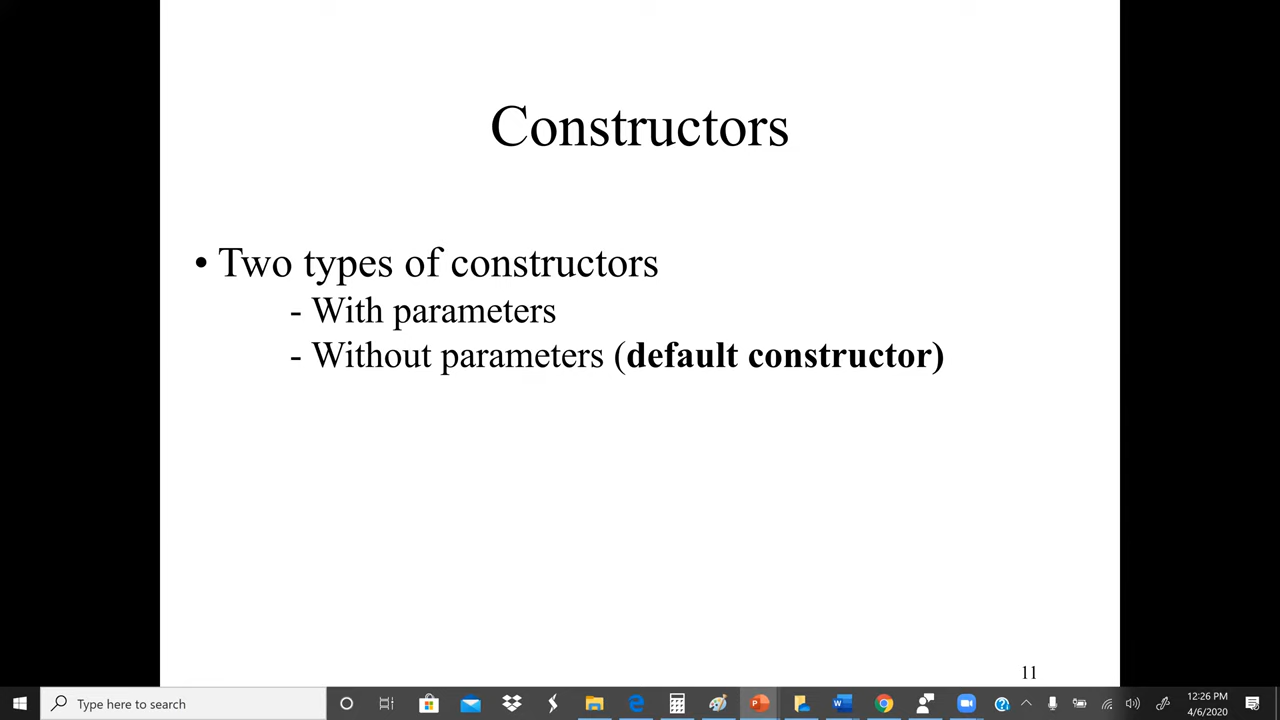 Constructors
• Two types of constructors
- With parameters
- Without parameters (default constructor)
11
Type here to search
12:26 PM
4/6/2020